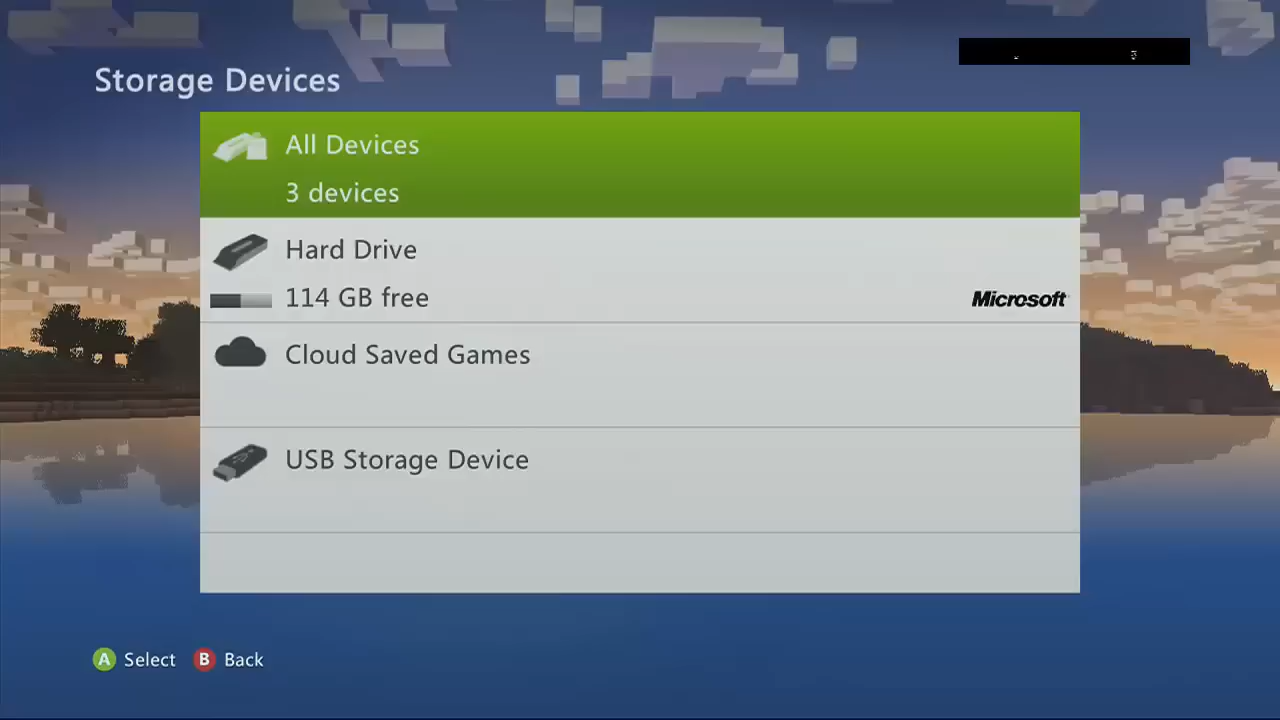 Storage Devices
All Devices
3 devices
Hard Drive
114 GB free
Microsoft
Cloud Saved Games
USB Storage Device
A Select B Back